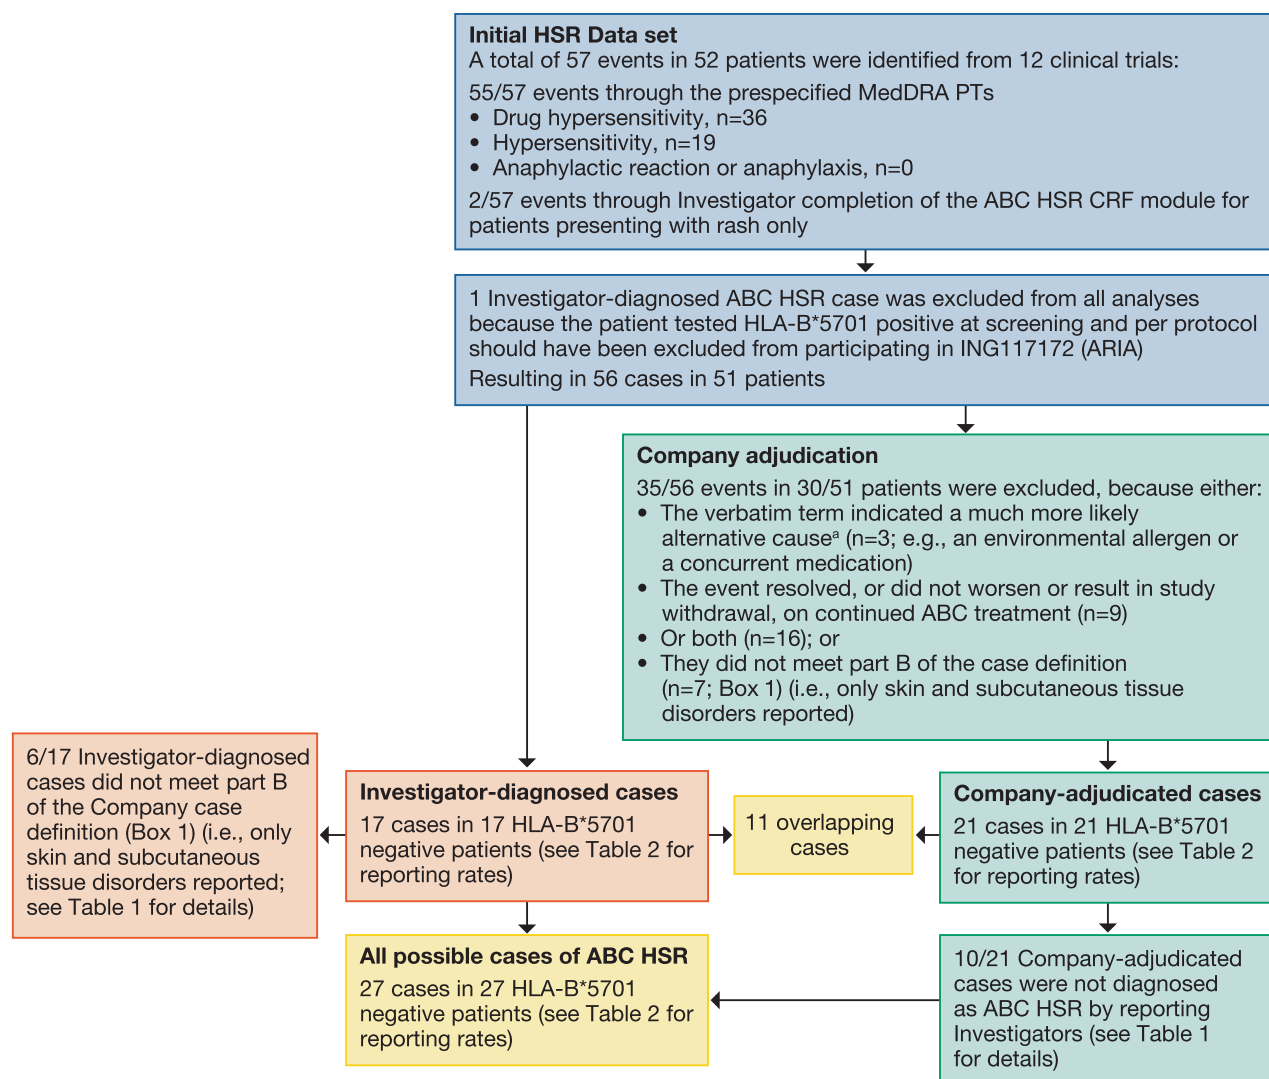 Initial HSR Data set
A total of 57 events in 52 patients were identified from 12 clinical trials:
55/57 events through the prespecified MedDRA PTs
• Drug hypersensitivity, n=36
• Hypersensitivity, n=19
• Anaphylactic reaction or anaphylaxis, n=0
2/57 events through Investigator completion of the ABC HSR CRF module for
patients presenting with rash only
1 Investigator-diagnosed ABC HSR case was excluded from all analyses
because the patient tested HLA-B*5701 positive at screening and per protocol
should have been excluded from participating in ING117172 (ARIA)
Resulting in 56 cases in 51 patients
Company adjudication
35/56 events in 30/51 patients were excluded, because either:
• The verbatim term indicated a much more likely
alternative causeᵃ (n=3; e.g., an environmental allergen or
a concurrent medication)
• The event resolved, or did not worsen or result in study
withdrawal, on continued ABC treatment (n=9)
• Or both (n=16); or
• They did not meet part B of the case definition
(n=7; Box 1) (i.e., only skin and subcutaneous tissue
disorders reported)
6/17 Investigator-diagnosed
cases did not meet part B
of the Company case
definition (Box 1) (i.e., only
skin and subcutaneous
tissue disorders reported;
see Table 1 for details)
Investigator-diagnosed cases
17 cases in 17 HLA-B*5701
negative patients (see Table 2 for
reporting rates)
11 overlapping
cases
Company-adjudicated cases
21 cases in 21 HLA-B*5701
negative patients (see Table 2
for reporting rates)
All possible cases of ABC HSR
27 cases in 27 HLA-B*5701
negative patients (see Table 2 for
reporting rates)
10/21 Company-adjudicated
cases were not diagnosed
as ABC HSR by reporting
Investigators (see Table 1
for details)